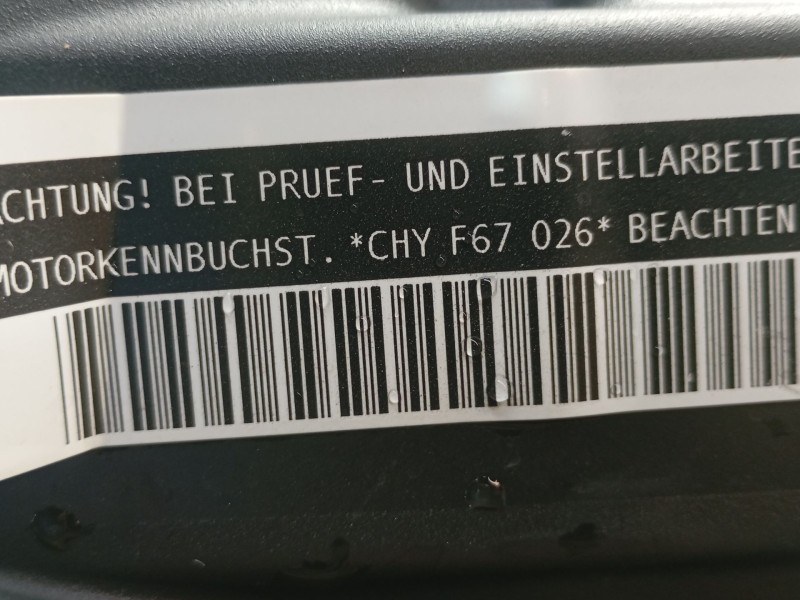 ACHTUNG! BEI PRUEF- UND EINSTELLARBEITE
MOTORKENNBUCHST. *CHY F67 026* BEACHTEN